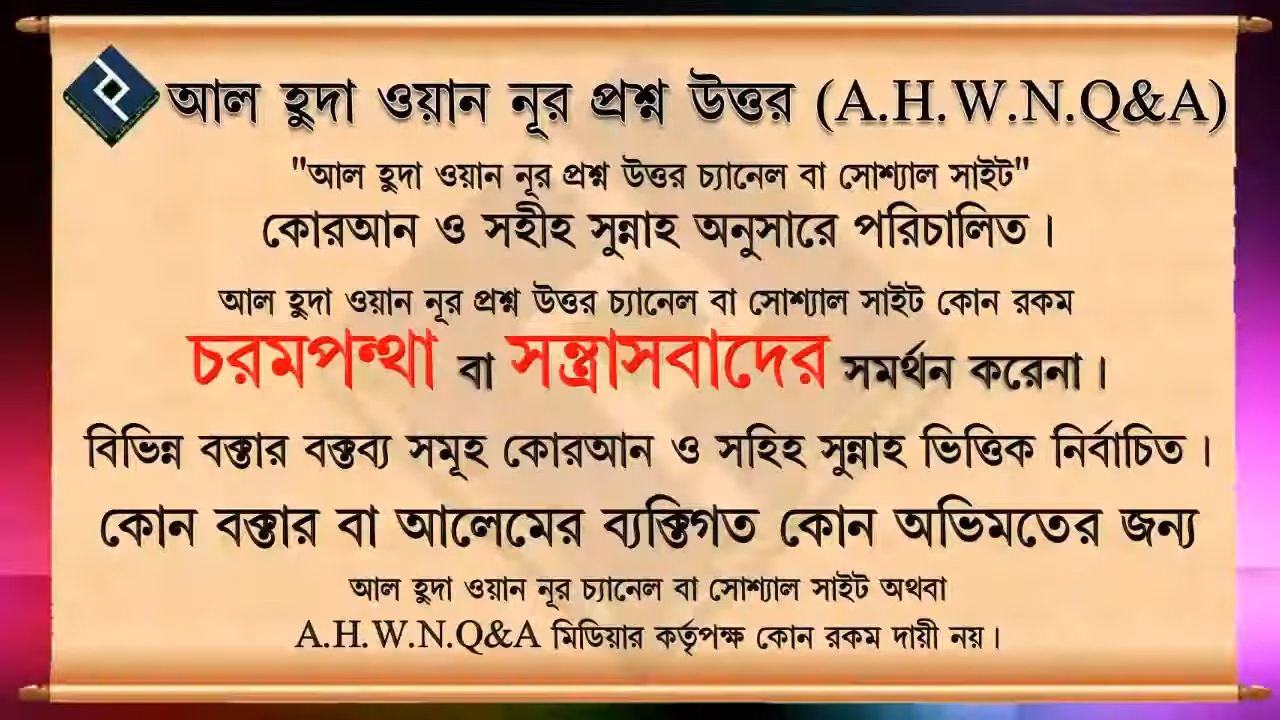 আল হুদা ওয়ান নূর প্রশ্ন উত্তর (A.H.W.N.Q&A)
"আল হুদা ওয়ান নূর প্রশ্ন উত্তর চ্যানেল বা সোশ্যাল সাইট"
কোরআন ও সহীহ সুন্নাহ অনুসারে পরিচালিত।
আল হুদা ওয়ান নূর প্রশ্ন উত্তর চ্যানেল বা সোশ্যাল সাইট কোন রকম
চরমপন্থা বা সন্ত্রাসবাদের সমর্থন করেনা।
বিভিন্ন বক্তার বক্তব্য সমূহ কোরআন ও সহিহ সুন্নাহ ভিত্তিক নির্বাচিত।
কোন বক্তার বা আলেমের ব্যক্তিগত কোন অভিমতের জন্য
আল হুদা ওয়ান নূর চ্যানেল বা সোশ্যাল সাইট অথবা
A.H.W.N.Q&A মিডিয়ার কর্তৃপক্ষ কোন রকম দায়ী নয়।